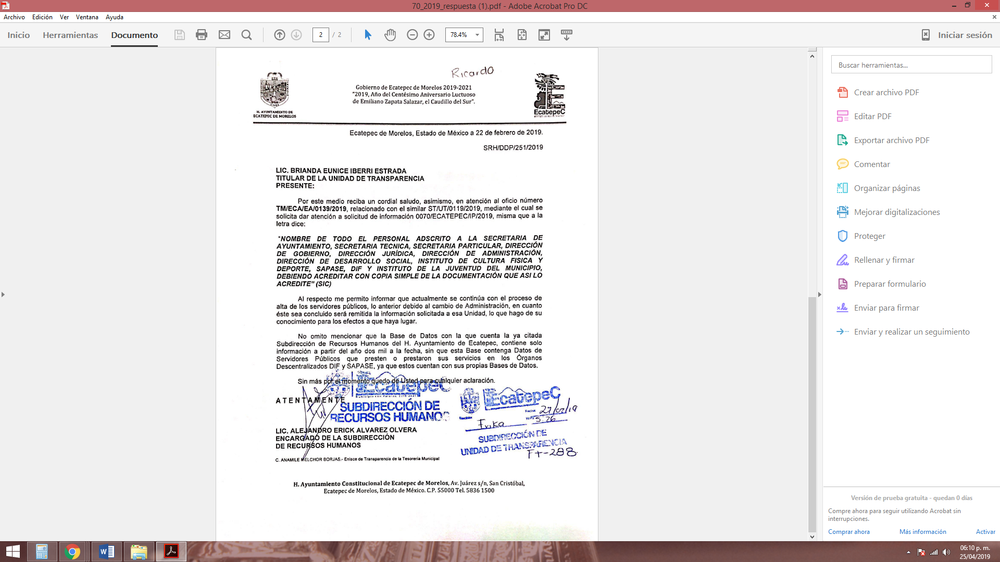 70_2019_respuesta (1).pdf - Adobe Acrobat Pro DC
Archivo Edición Ver Ventana Ayuda
Inicio Herramientas Documento 2 / 2 78.4% Iniciar sesión
Ricardo
Gobierno de Ecatepec de Morelos 2019-2021
"2019, Año del Centésimo Aniversario Luctuoso
de Emiliano Zapata Salazar, el Caudillo del Sur".
H. AYUNTAMIENTO DE
ECATEPEC DE MORELOS
EcatepeC
Ecatepec de Morelos, Estado de México a 22 de febrero de 2019.
SRH/DDP/251/2019
LIC. BRIANDA EUNICE IBERRI ESTRADA
TITULAR DE LA UNIDAD DE TRANSPARENCIA
PRESENTE:
Por este medio reciba un cordial saludo, asimismo, en atención al oficio número
TM/ECA/EA/0139/2019, relacionado con el similar ST/UT/0119/2019, mediante el cual se
solicita dar atención a solicitud de información 0070/ECATEPEC/IP/2019, misma que a la
letra dice:
"NOMBRE DE TODO EL PERSONAL ADSCRITO A LA SECRETARIA DE
AYUNTAMIENTO, SECRETARIA TECNICA, SECRETARIA PARTICULAR, DIRECCIÓN
DE GOBIERNO, DIRECCIÓN JURÍDICA, DIRECCIÓN DE ADMINISTRACIÓN,
DIRECCIÓN DE DESARROLLO SOCIAL, INSTITUTO DE CULTURA FISICA Y
DEPORTE, SAPASE, DIF Y INSTITUTO DE LA JUVENTUD DEL MUNICIPIO,
DEBIENDO ACREDITAR CON COPIA SIMPLE DE LA DOCUMENTACIÓN QUE ASI LO
ACREDITE" (SIC)
Al respecto me permito informar que actualmente se continúa con el proceso de
alta de los servidores públicos, lo anterior debido al cambio de Administración, en cuanto
éste sea concluido será remitida la información solicitada a esa Unidad, lo que hago de su
conocimiento para los efectos a que haya lugar.
No omito mencionar que la Base de Datos con la que cuenta la ya citada
Subdirección de Recursos Humanos del H. Ayuntamiento de Ecatepec, contiene solo
información a partir del año dos mil a la fecha, sin que esta Base contenga Datos de
Servidores Públicos que presten o prestaron sus servicios en los Órganos
Descentralizados DIF y SAPASE, ya que estos cuentan con sus propias Bases de Datos.
Sin más por el momento quedo de Usted para cualquier aclaración.
ATENTAMENTE
EcatepeC
SUBDIRECCIÓN DE
RECURSOS HUMANOS
LIC. ALEJANDRO ERICK ALVAREZ OLVERA
ENCARGADO DE LA SUBDIRECCIÓN
DE RECURSOS HUMANOS
C. ANAMILE MELCHOR BORJAS.- Enlace de Transparencia de la Tesorería Municipal
EcatepeC
Fecha: 27/02/19
Recibió: Erika Hora 5:26
SUBDIRECCIÓN DE
UNIDAD DE TRANSPARENCIA
F+-288
H. Ayuntamiento Constitucional de Ecatepec de Morelos, Av. Juárez s/n, San Cristóbal,
Ecatepec de Morelos, Estado de México. C.P. 55000 Tel. 5836 1500
Buscar herramientas...
Crear archivo PDF
Editar PDF
Exportar archivo PDF
Comentar
Organizar páginas
Mejorar digitalizaciones
Proteger
Rellenar y firmar
Preparar formulario
Enviar para firmar
Enviar y realizar un seguimiento
Versión de prueba gratuita - quedan 0 días
Compre ahora para seguir utilizando Acrobat sin
interrupciones.
Comprar ahora Más información Activar
06:10 p. m.
25/04/2019